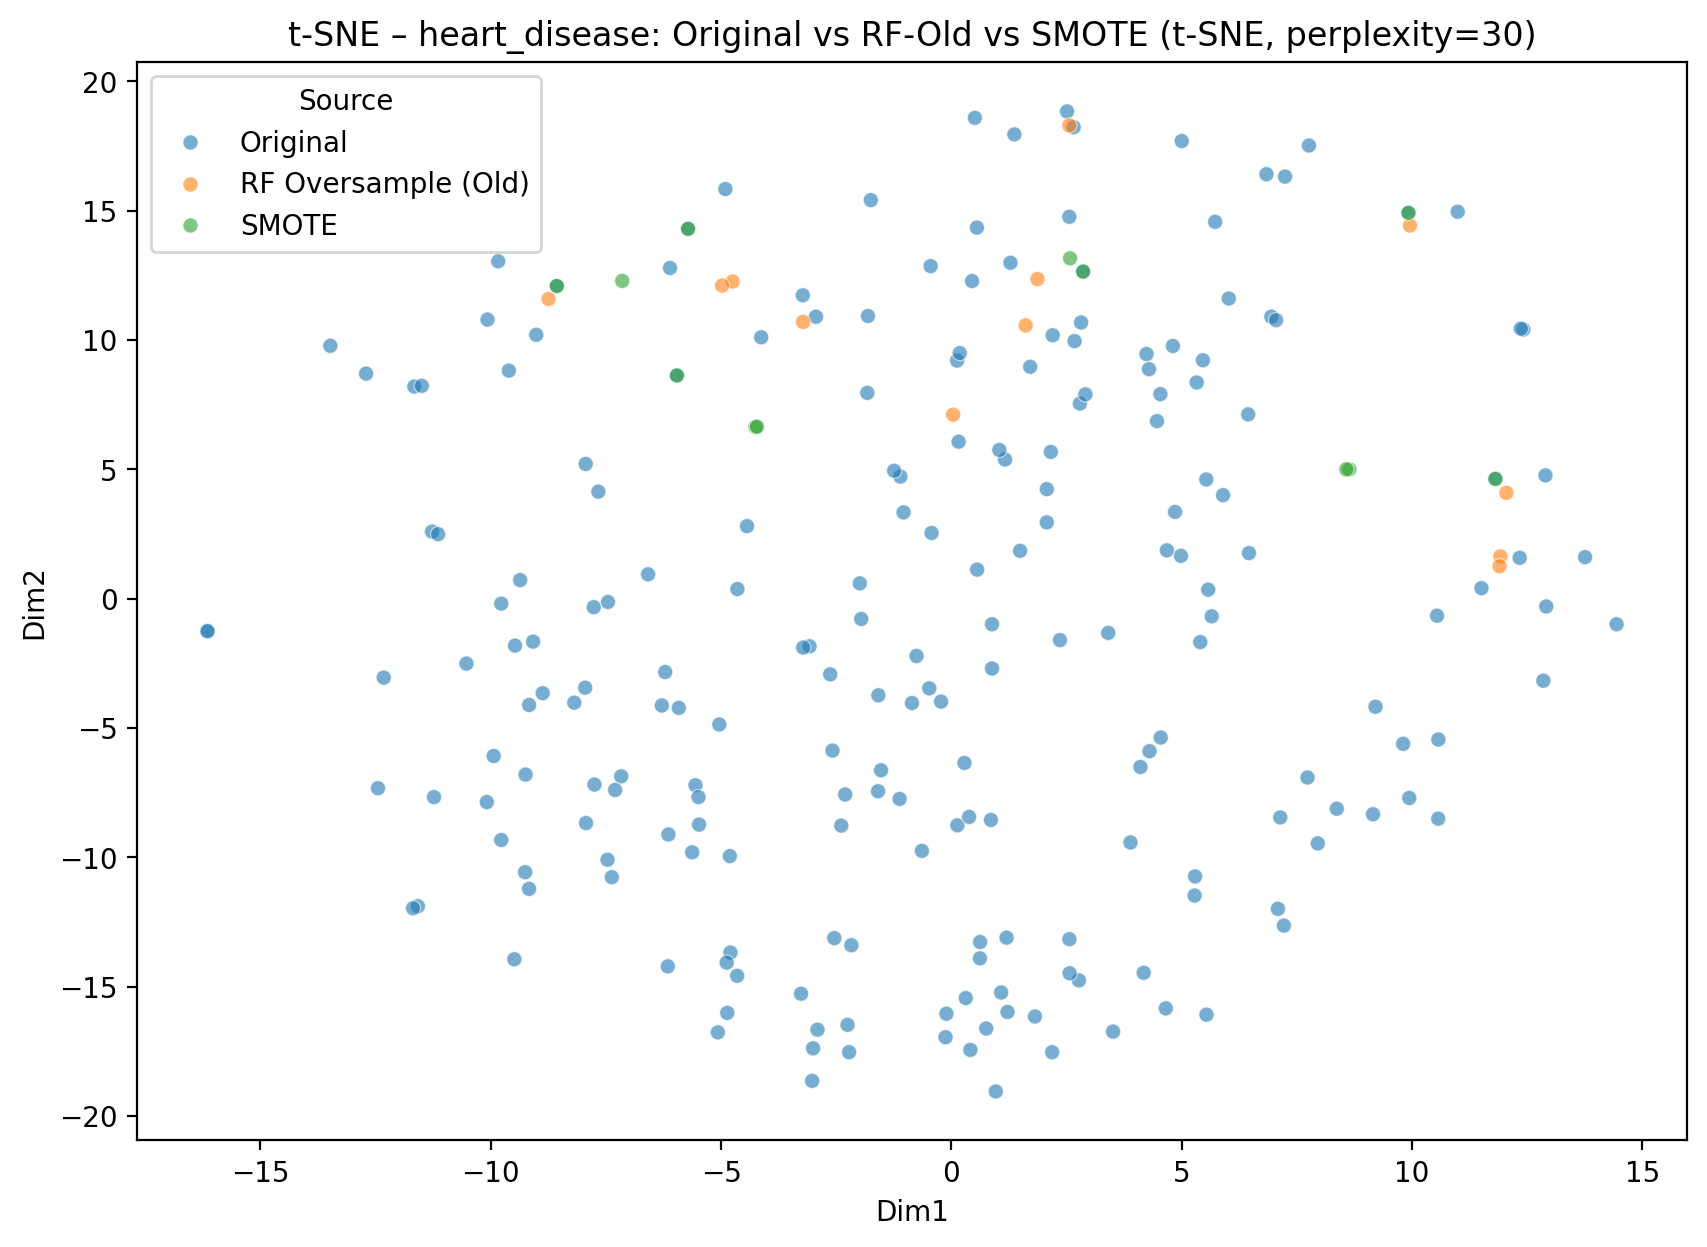 t-SNE – heart_disease: Original vs RF-Old vs SMOTE (t-SNE, perplexity=30)
Source
Original
RF Oversample (Old)
SMOTE
20
15
10
5
0
−5
−10
−15
−20
Dim2
−15
−10
−5
0
5
10
15
Dim1